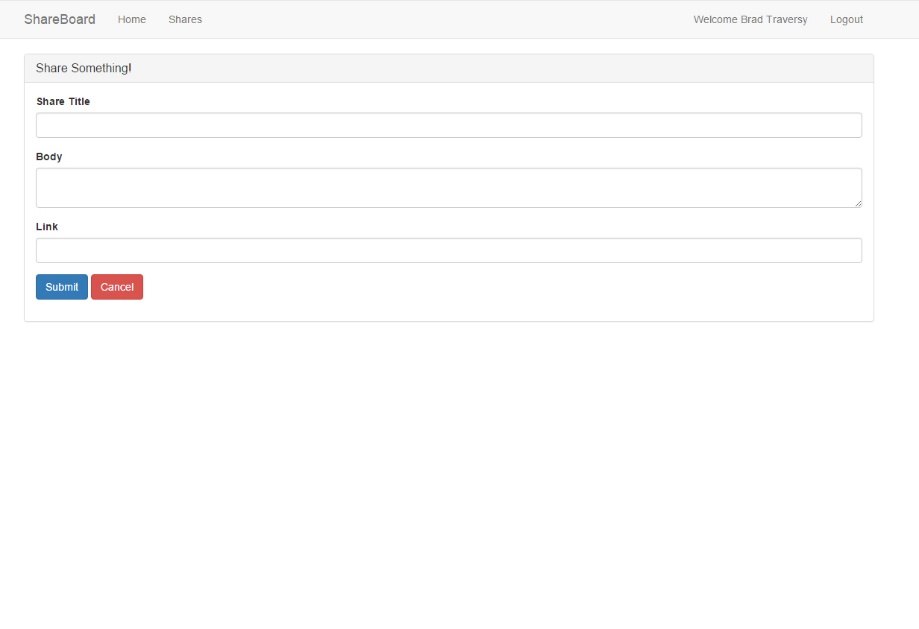 ShareBoard Home Shares Welcome Brad Traversy Logout
Share Something!
Share Title
Body
Link
Submit Cancel